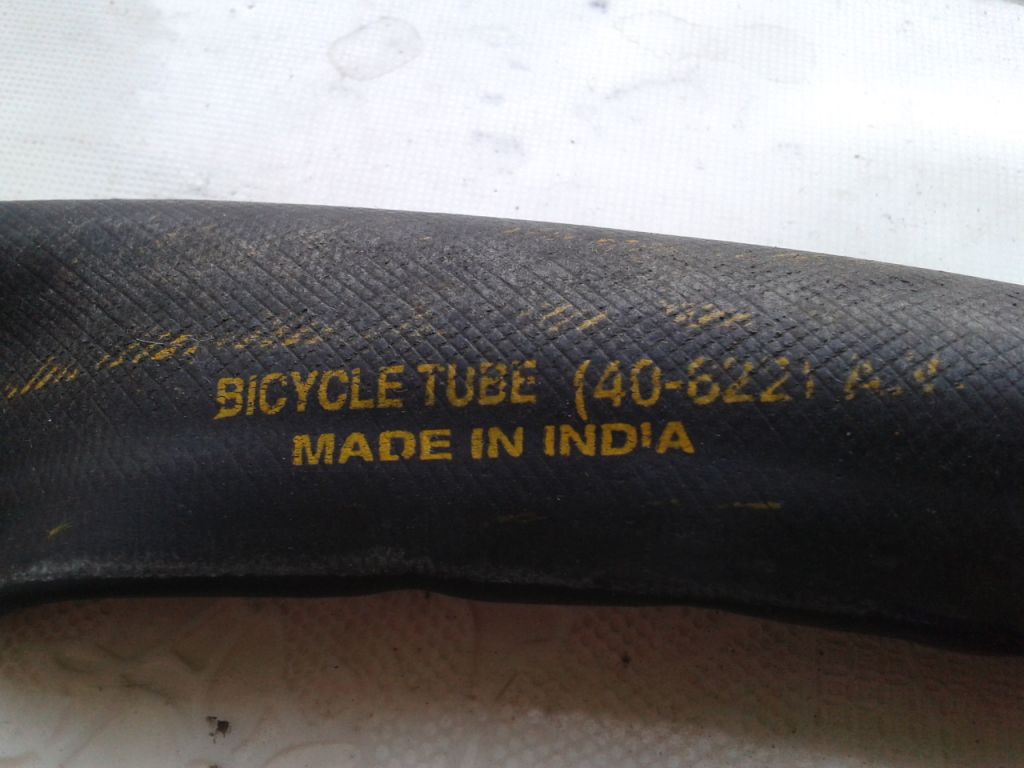 BICYCLE TUBE (40-622) A.V.
MADE IN INDIA